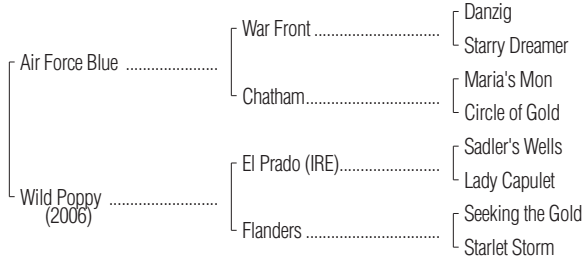 Danzig
War Front ......................
Starry Dreamer
Air Force Blue ......................
Maria's Mon
Chatham................................
Circle of Gold
Sadler's Wells
El Prado (IRE)........................
Lady Capulet
Wild Poppy ..........................
(2006)
Seeking the Gold
Flanders ................................
Starlet Storm